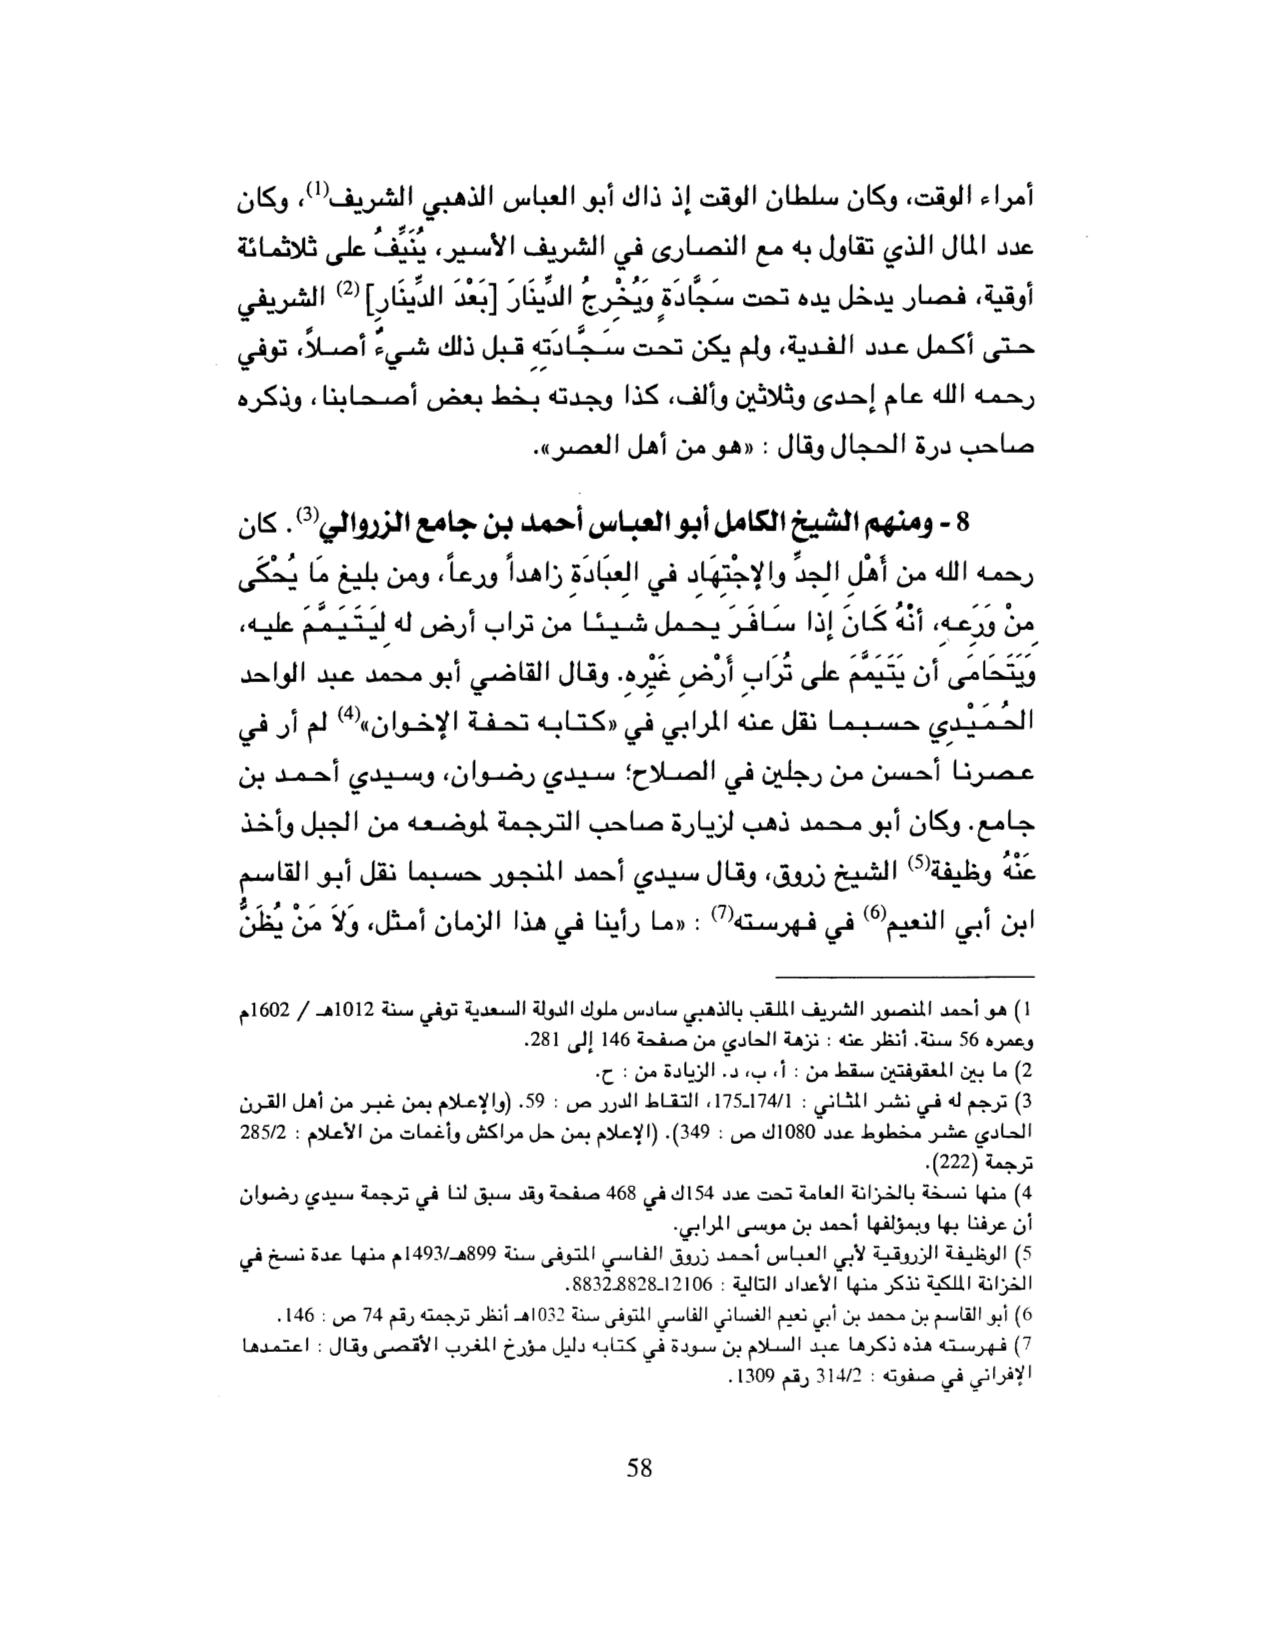 أمراء الوقت، وكان سلطان الوقت إذ ذاك أبو العباس الذهبي الشريف(1)، وكان
عدد المال الذي تقاول به مع النصارى في الشريف الأسير، يُنَيِّفُ على ثلاثمائة
أوقية، فصار يدخل يده تحت سَجَّادَةٍ وَيُخْرِجُ الدِّينَارَ [بَعْدَ الدِّينَارِ](2) الشريفي
حتى أكمل عدد الفدية، ولم يكن تحت سَجَّادَتِهِ قبل ذلك شيءٌ أصلاً، توفي
رحمه الله عام إحدى وثلاثين وألف، كذا وجدته بخط بعض أصحابنا، وذكره
صاحب درة الحجال وقال : «هو من أهل العصر».
8 - ومنهم الشيخ الكامل أبو العباس أحمد بن جامع الزروالي(3). كان
رحمه الله من أَهْلِ الجِدِّ والإجْتِهَادِ في العِبَادَةِ زاهداً ورعاً، ومن بليغ مَا يُحْكَى
مِنْ وَرَعِهِ، أنَّهُ كَانَ إذا سَافَرَ يحمل شيئا من تراب أرض له لِيَتَيَمَّمَ عليه،
وَيَتَحَامَى أن يَتَيَمَّمَ على تُرَابِ أَرْضِ غَيْرِهِ. وقال القاضي أبو محمد عبد الواحد
الحُمَيْدِي حسبما نقل عنه المرابي في «كتابه تحفة الإخوان»(4) لم أر في
عصرنا أحسن من رجلين في الصلاح؛ سيدي رضوان، وسيدي أحمد بن
جامع. وكان أبو محمد ذهب لزيارة صاحب الترجمة لموضعه من الجبل وأخذ
عَنْهُ وظيفة(5) الشيخ زروق، وقال سيدي أحمد المنجور حسبما نقل أبو القاسم
ابن أبي النعيم(6) في فهرسته(7) : «ما رأينا في هذا الزمان أمثل، وَلَا مَنْ يُظَنُّ
1) هو أحمد المنصور الشريف الملقب بالذهبي سادس ملوك الدولة السعدية توفي سنة 1012هـ / 1602م
وعمره 56 سنة. أنظر عنه : نزهة الحادي من صفحة 146 إلى 281.
2) ما بين المعقوفتين سقط من : أ، ب، د. الزيادة من : ح.
3) ترجم له في نشر المثاني : 174/1ـ175، التقاط الدرر ص : 59. (والإعلام بمن غبر من أهل القرن
الحادي عشر مخطوط عدد 1080ك ص : 349). (الإعلام بمن حل مراكش وأغمات من الأعلام : 285/2
ترجمة (222).
4) منها نسخة بالخزانة العامة تحت عدد 154ك في 468 صفحة وقد سبق لنا في ترجمة سيدي رضوان
أن عرفنا بها وبمؤلفها أحمد بن موسى المرابي.
5) الوظيفة الزروقية لأبي العباس أحمد زروق الفاسي المتوفى سنة 899هـ/1493م منها عدة نسخ في
الخزانة الملكية نذكر منها الأعداد التالية : 12106ـ8828ـ8832.
6) أبو القاسم بن محمد بن أبي نعيم الغساني الفاسي المتوفى سنة 1032هـ أنظر ترجمته رقم 74 ص : 146.
7) فهرسته هذه ذكرها عبد السلام بن سودة في كتابه دليل مؤرخ المغرب الأقصى وقال : اعتمدها
الإفراني في صفوته : 314/2 رقم 1309.
58